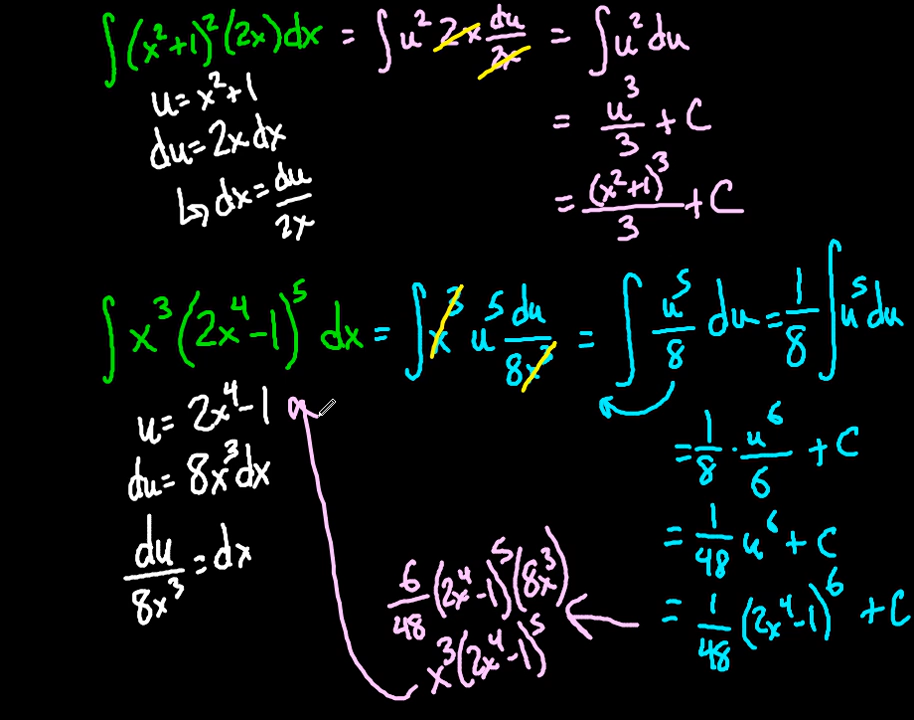 ∫(x²+1)²(2x)dx = ∫u² 2x du/2x = ∫u² du
u = x²+1
du = 2x dx
↳ dx = du/2x
= u³/3 + C
= (x²+1)³/3 + C
∫x³(2x⁴-1)⁵ dx = ∫x³ u⁵ du/8x³ = ∫u⁵/8 du = 1/8 ∫u⁵ du
u = 2x⁴-1
du = 8x³dx
du/8x³ = dx
= 1/8 · u⁶/6 + C
= 1/48 u⁶ + C
= 1/48 (2x⁴-1)⁶ + C
6/48 (2x⁴-1)⁵(8x³)
x³(2x⁴-1)⁵